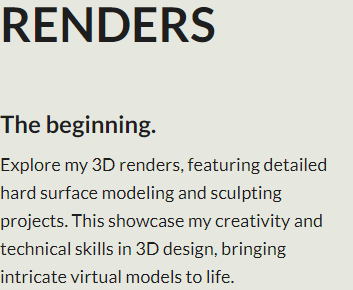 RENDERS
The beginning.
Explore my 3D renders, featuring detailed
hard surface modeling and sculpting
projects. This showcase my creativity and
technical skills in 3D design, bringing
intricate virtual models to life.